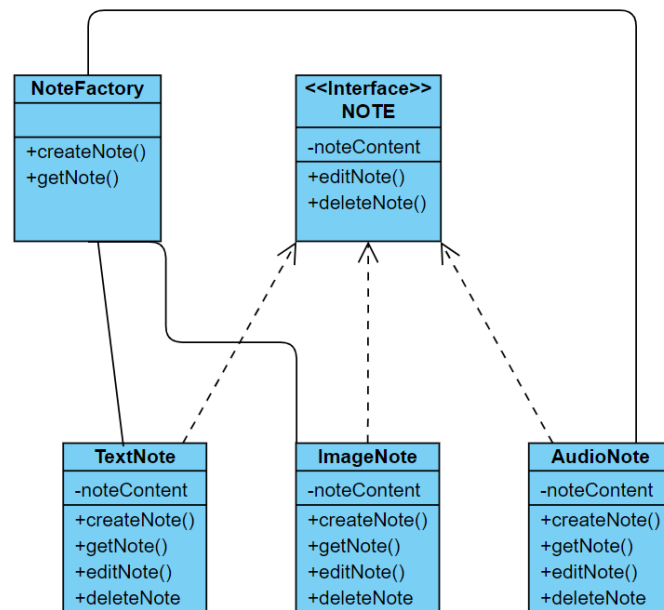 NoteFactory
+createNote()
+getNote()
<<Interface>>
NOTE
-noteContent
+editNote()
+deleteNote()
TextNote
-noteContent
+createNote()
+getNote()
+editNote()
+deleteNote
ImageNote
-noteContent
+createNote()
+getNote()
+editNote()
+deleteNote
AudioNote
-noteContent
+createNote()
+getNote()
+editNote()
+deleteNote